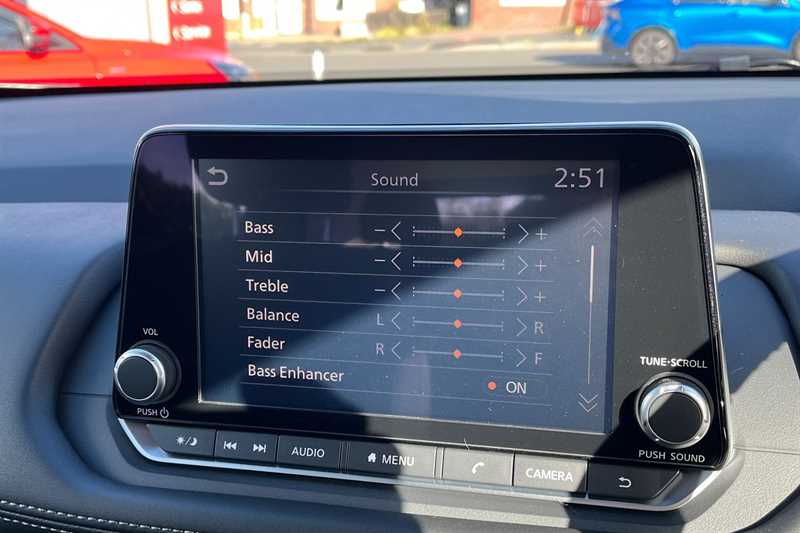 Sound 2:51
Bass - +
Mid - +
Treble - +
Balance L R
Fader R F
Bass Enhancer ON
VOL
PUSH
TUNE•SCROLL
PUSH SOUND
AUDIO
MENU
CAMERA